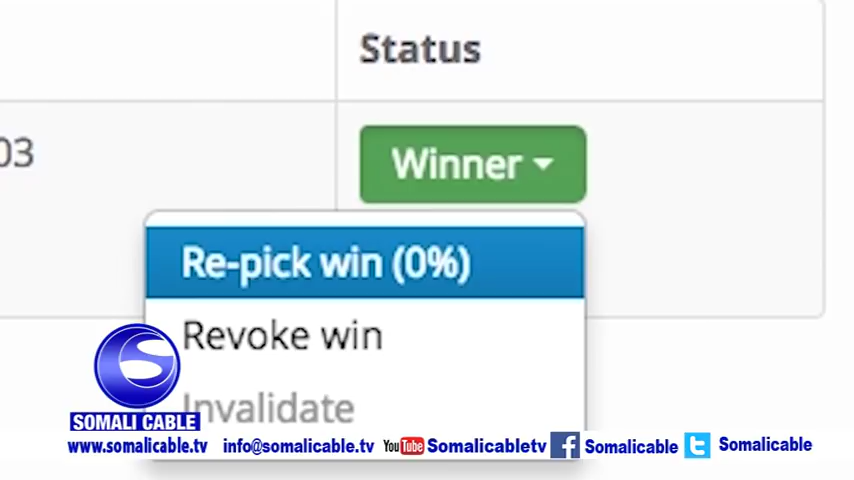 Status
03
Winner
Re-pick win (0%)
Revoke win
Invalidate
SOMALI CABLE
www.somalicable.tv info@somalicable.tv YouTube Somalicabletv f Somalicable Somalicable